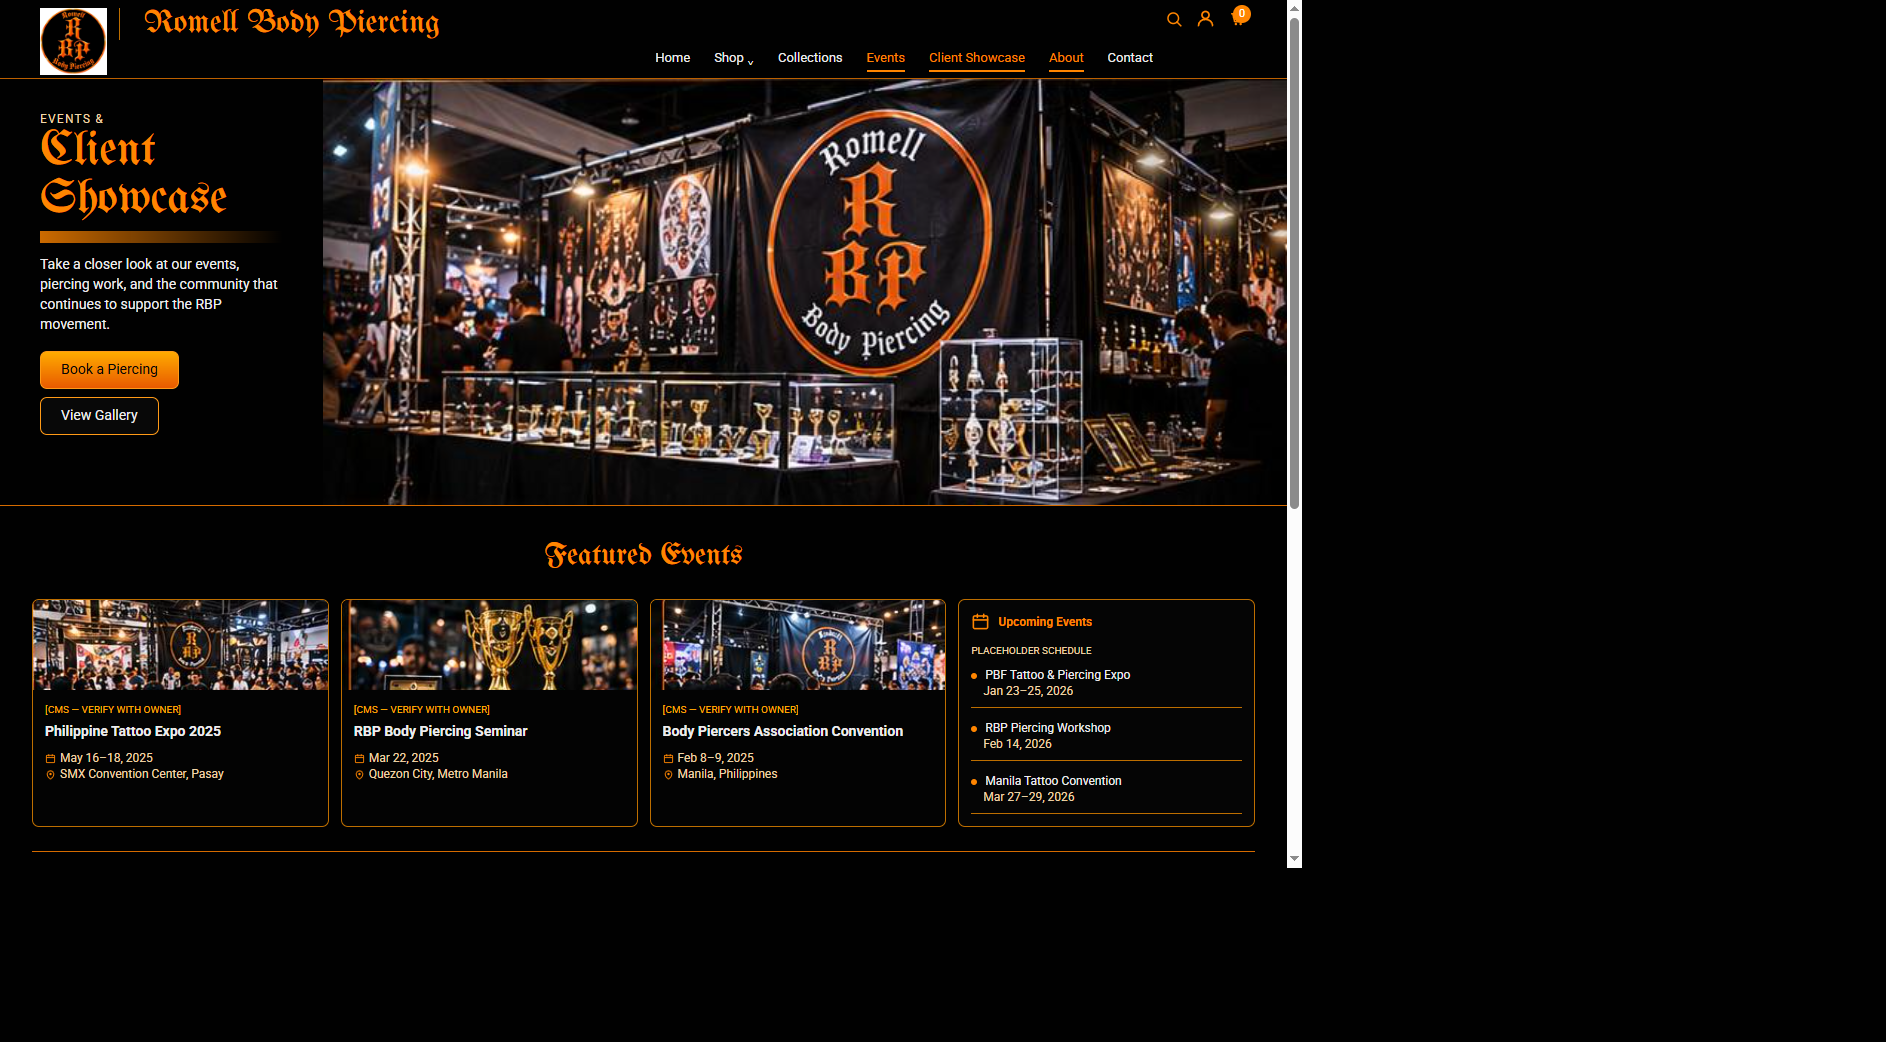 Romell
R
BP
Body Piercing
Romell Body Piercing
0
Home Shop Collections Events Client Showcase About Contact
EVENTS &
Client
Showcase
Take a closer look at our events,
piercing work, and the community that
continues to support the RBP
movement.
Book a Piercing
View Gallery
Romell
R
BP
Body Piercing
Featured Events
[CMS — VERIFY WITH OWNER]
Philippine Tattoo Expo 2025
May 16–18, 2025
SMX Convention Center, Pasay
[CMS — VERIFY WITH OWNER]
RBP Body Piercing Seminar
Mar 22, 2025
Quezon City, Metro Manila
[CMS — VERIFY WITH OWNER]
Body Piercers Association Convention
Feb 8–9, 2025
Manila, Philippines
Upcoming Events
PLACEHOLDER SCHEDULE
PBF Tattoo & Piercing Expo
Jan 23–25, 2026
RBP Piercing Workshop
Feb 14, 2026
Manila Tattoo Convention
Mar 27–29, 2026